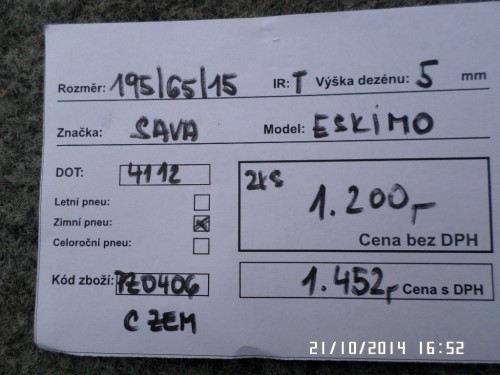 Rozměr: 195/65/15 IR: T Výška dezénu: 5 mm
Značka: SAVA Model: ESKIMO
DOT: 4112
Letní pneu:
Zimní pneu:
Celoroční pneu:
2KS
1.200,-
Cena bez DPH
Kód zboží: PZ0406
1.452,- Cena s DPH
C ZEM
21/10/2014 16:52